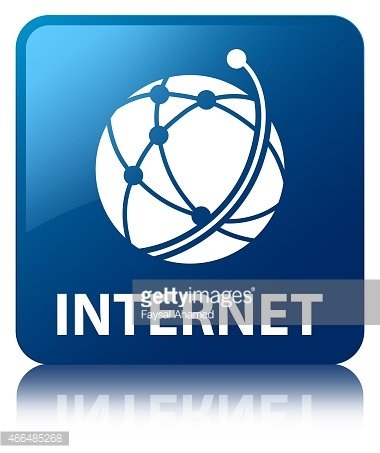 gettyimages®
Faysal Ahamed
INTERNET
466485268